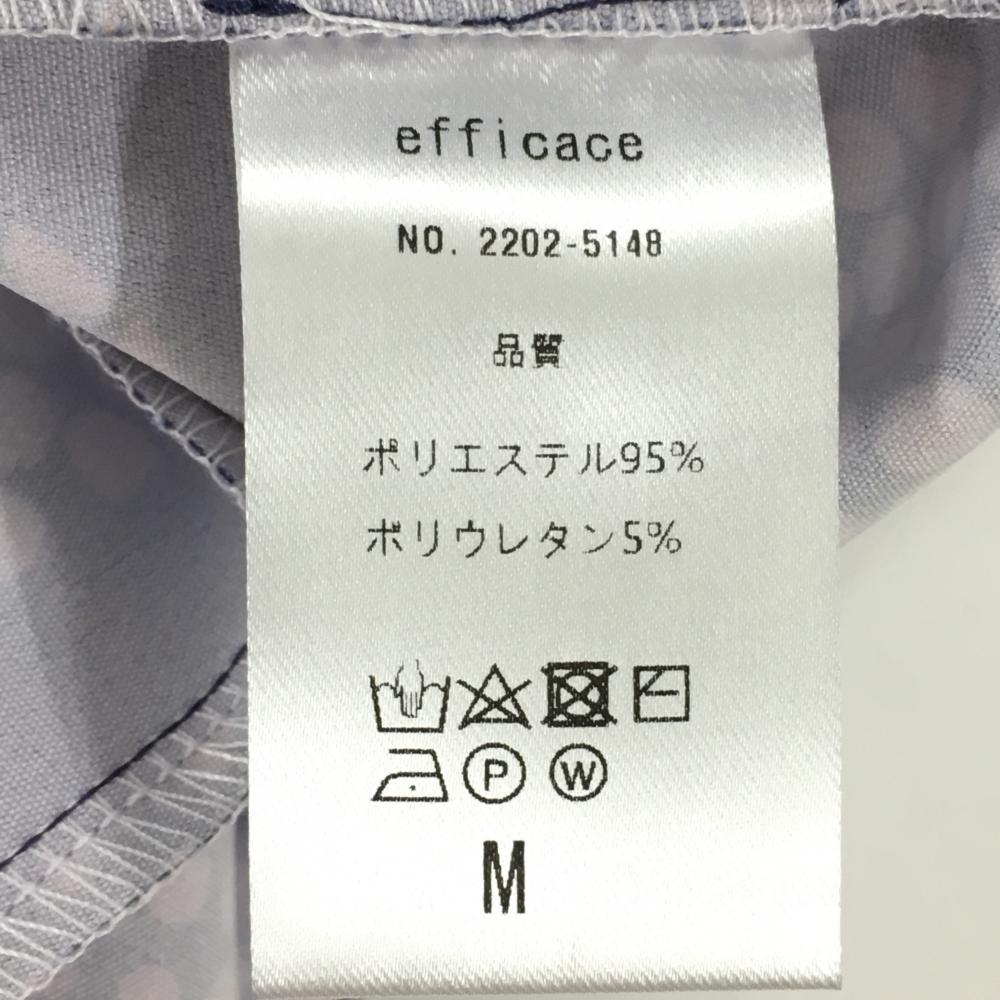 efficace
NO. 2202-5148
品質
ポリエステル95%
ポリウレタン5%
P W
M